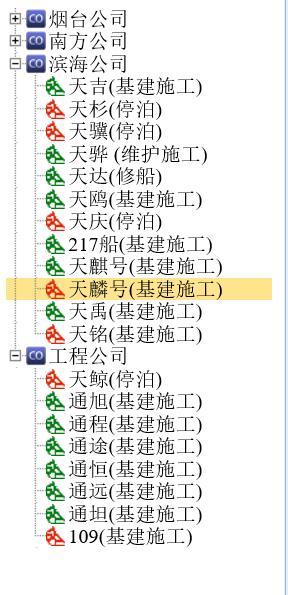 CO 烟台公司
CO 南方公司
CO 滨海公司
天吉(基建施工)
天杉(停泊)
天骥(停泊)
天骅 (维护施工)
天达(修船)
天鸥(基建施工)
天庆(停泊)
217船(基建施工)
天麒号(基建施工)
天麟号(基建施工)
天禹(基建施工)
天铭(基建施工)
CO 工程公司
天鲸(停泊)
通旭(基建施工)
通程(基建施工)
通途(基建施工)
通恒(基建施工)
通远(基建施工)
通坦(基建施工)
109(基建施工)